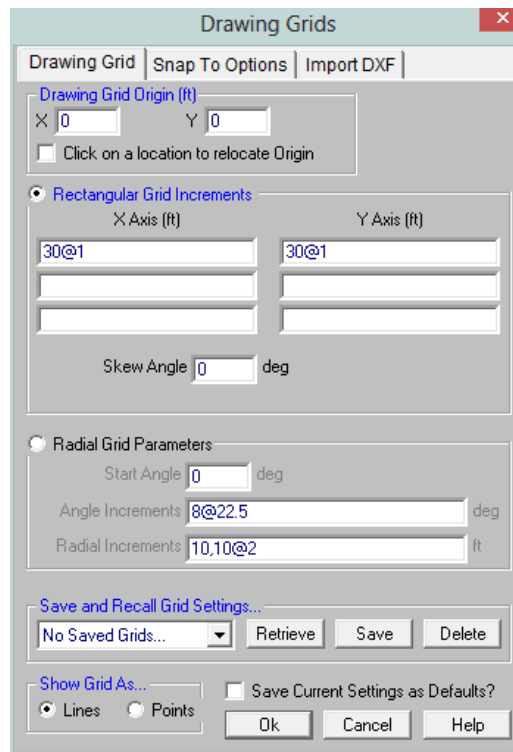 Drawing Grids
Drawing Grid Snap To Options Import DXF
Drawing Grid Origin (ft)
X 0 Y 0
Click on a location to relocate Origin
Rectangular Grid Increments
X Axis (ft) Y Axis (ft)
30@1 30@1
Skew Angle 0 deg
Radial Grid Parameters
Start Angle 0 deg
Angle Increments 8@22.5 deg
Radial Increments 10,10@2 ft
Save and Recall Grid Settings...
No Saved Grids... Retrieve Save Delete
Show Grid As... Save Current Settings as Defaults?
Lines Points Ok Cancel Help